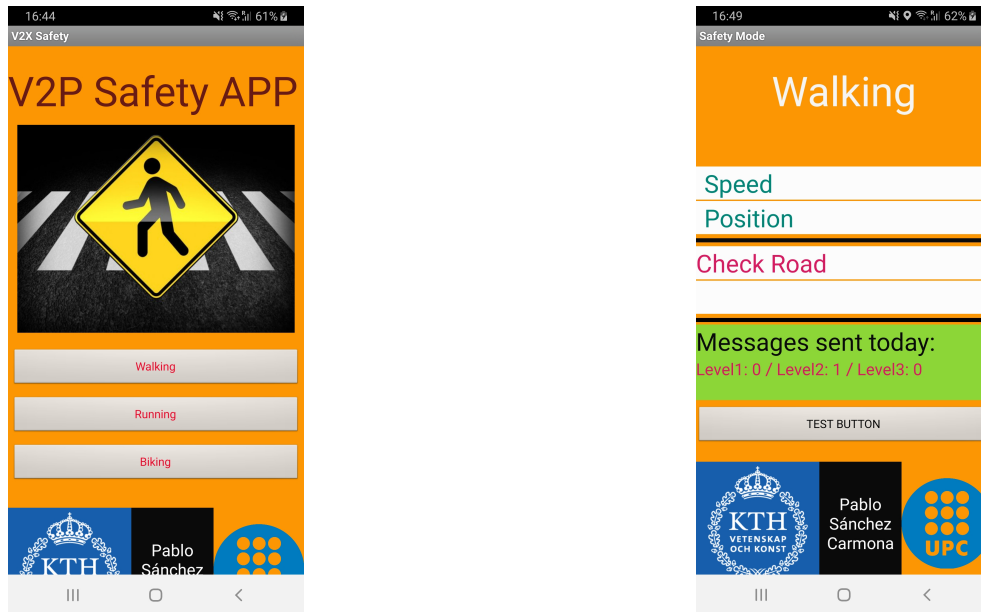 16:44
61%
V2X Safety
V2P Safety APP
Walking
Running
Biking
KTH
Pablo
Sánchez
16:49
62%
Safety Mode
Walking
Speed
Position
Check Road
Messages sent today:
Level1: 0 / Level2: 1 / Level3: 0
TEST BUTTON
KTH
VETENSKAP
OCH KONST
Pablo
Sánchez
Carmona
UPC